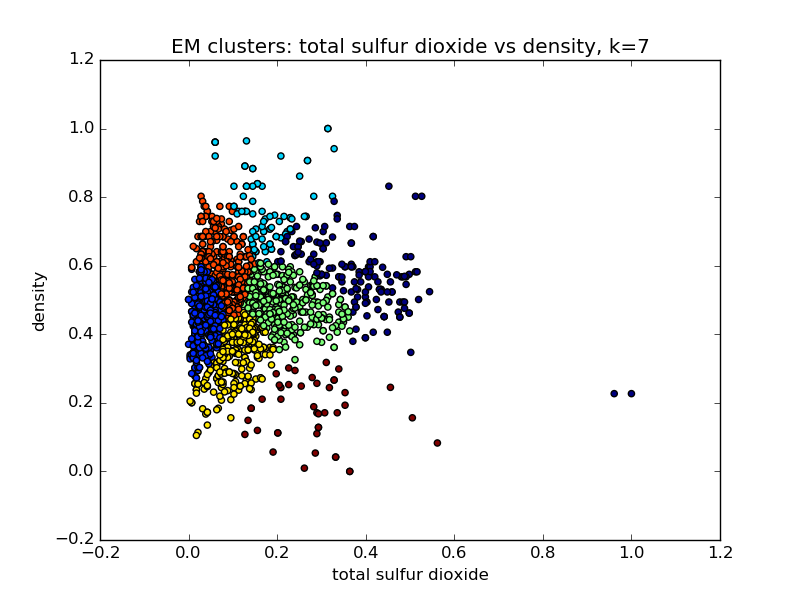 EM clusters: total sulfur dioxide vs density, k=7
1.2
1.0
0.8
0.6
0.4
0.2
0.0
−0.2
density
−0.2 0.0 0.2 0.4 0.6 0.8 1.0 1.2
total sulfur dioxide